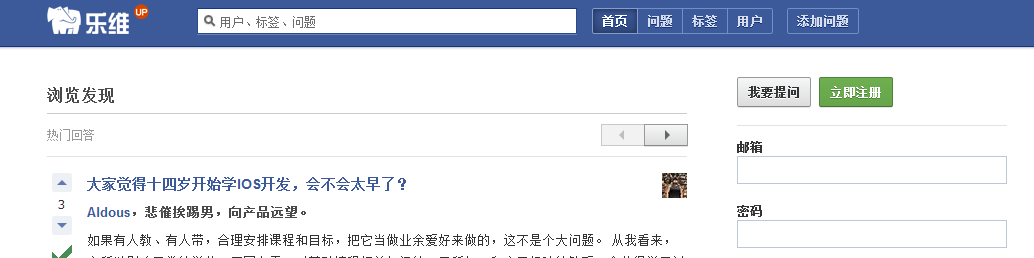 乐维 UP
用户、标签、问题
首页 问题 标签 用户 添加问题
浏览发现
我要提问 立即注册
热门回答
邮箱
大家觉得十四岁开始学IOS开发，会不会太早了？
3
Aldous，悲催挨踢男，向产品远望。
密码
如果有人教、有人带，合理安排课程和目标，把它当做业余爱好来做的，这不是个大问题。 从我看来，